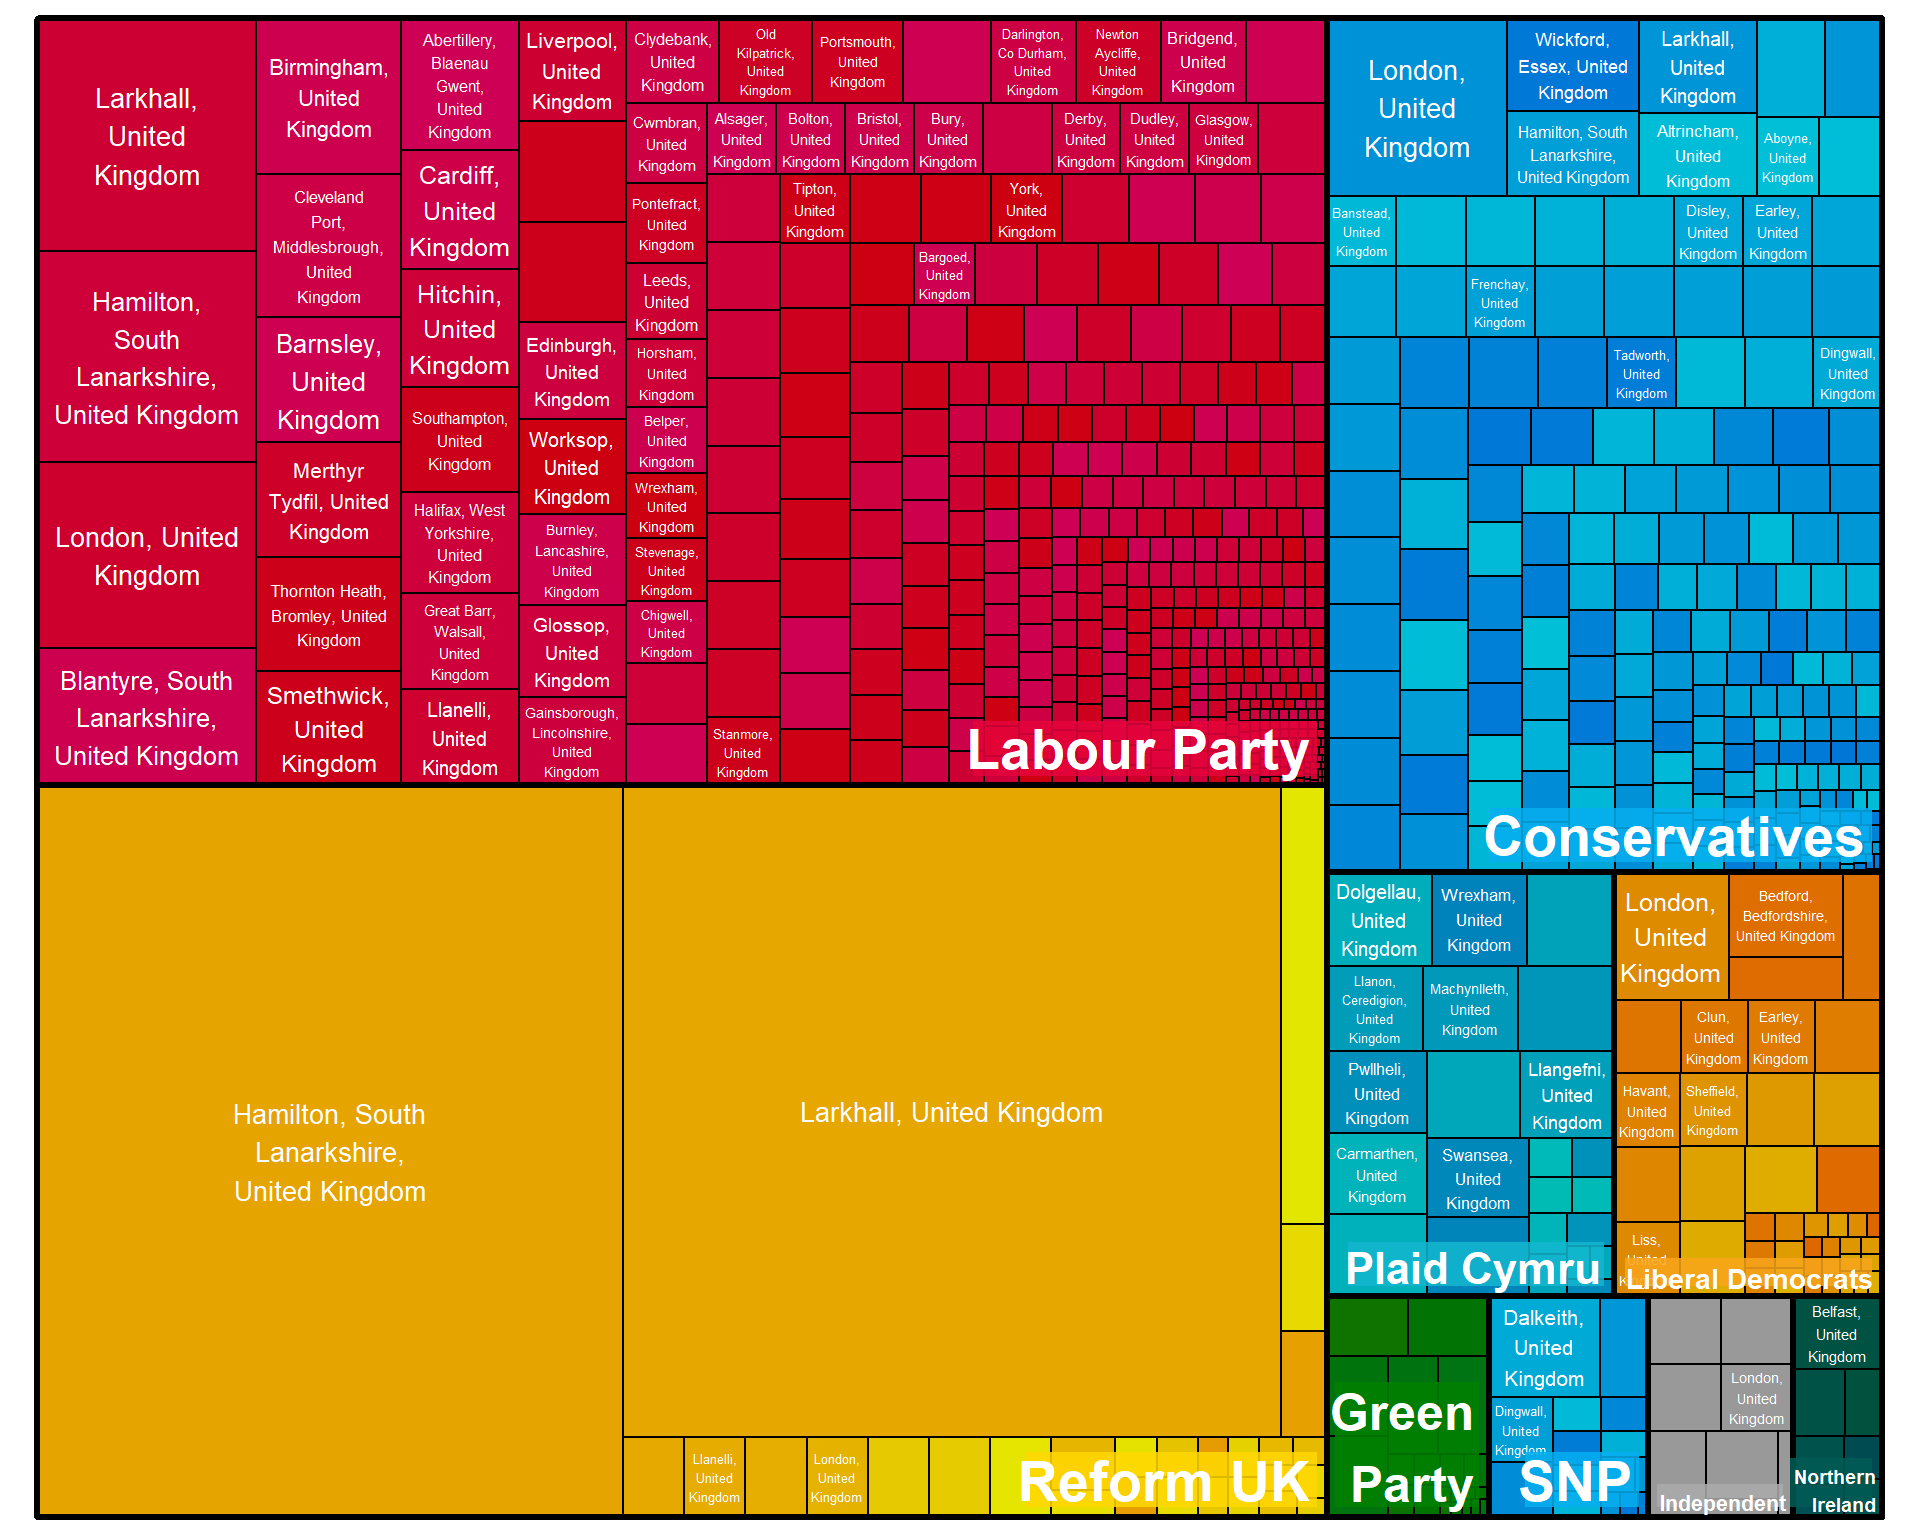 Larkhall,
United
Kingdom
Hamilton,
South
Lanarkshire,
United Kingdom
London, United
Kingdom
Blantyre, South
Lanarkshire,
United Kingdom
Birmingham,
United
Kingdom
Cleveland
Port,
Middlesbrough,
United
Kingdom
Barnsley,
United
Kingdom
Merthyr
Tydfil, United
Kingdom
Thornton Heath,
Bromley, United
Kingdom
Smethwick,
United
Kingdom
Abertillery,
Blaenau
Gwent,
United
Kingdom
Cardiff,
United
Kingdom
Hitchin,
United
Kingdom
Southampton,
United
Kingdom
Halifax, West
Yorkshire,
United
Kingdom
Great Barr,
Walsall,
United
Kingdom
Llanelli,
United
Kingdom
Liverpool,
United
Kingdom
Edinburgh,
United
Kingdom
Worksop,
United
Kingdom
Burnley,
Lancashire,
United
Kingdom
Glossop,
United
Kingdom
Gainsborough,
Lincolnshire,
United
Kingdom
Clydebank,
United
Kingdom
Old
Kilpatrick,
United
Kingdom
Portsmouth,
United
Kingdom
Darlington,
Co Durham,
United
Kingdom
Newton
Aycliffe,
United
Kingdom
Bridgend,
United
Kingdom
Cwmbran,
United
Kingdom
Alsager,
United
Kingdom
Bolton,
United
Kingdom
Bristol,
United
Kingdom
Bury,
United
Kingdom
Derby,
United
Kingdom
Dudley,
United
Kingdom
Glasgow,
United
Kingdom
Pontefract,
United
Kingdom
Tipton,
United
Kingdom
York,
United
Kingdom
Bargoed,
United
Kingdom
Leeds,
United
Kingdom
Horsham,
United
Kingdom
Belper,
United
Kingdom
Wrexham,
United
Kingdom
Stevenage,
United
Kingdom
Chigwell,
United
Kingdom
Stanmore,
United
Kingdom
Labour Party
London,
United
Kingdom
Wickford,
Essex, United
Kingdom
Larkhall,
United
Kingdom
Hamilton, South
Lanarkshire,
United Kingdom
Altrincham,
United
Kingdom
Aboyne,
United
Kingdom
Banstead,
United
Kingdom
Disley,
United
Kingdom
Earley,
United
Kingdom
Frenchay,
United
Kingdom
Tadworth,
United
Kingdom
Dingwall,
United
Kingdom
Conservatives
Hamilton, South
Lanarkshire,
United Kingdom
Larkhall, United Kingdom
Llanelli,
United
Kingdom
London,
United
Kingdom
Reform UK
Dolgellau,
United
Kingdom
Wrexham,
United
Kingdom
Llanon,
Ceredigion,
United
Kingdom
Machynlleth,
United
Kingdom
Pwllheli,
United
Kingdom
Llangefni,
United
Kingdom
Carmarthen,
United
Kingdom
Swansea,
United
Kingdom
Plaid Cymru
London,
United
Kingdom
Bedford,
Bedfordshire,
United Kingdom
Clun,
United
Kingdom
Earley,
United
Kingdom
Havant,
United
Kingdom
Sheffield,
United
Kingdom
Liss,
United
Liberal Democrats
Green
Party
Dalkeith,
United
Kingdom
Dingwall,
United
Kingdom
SNP
London,
United
Kingdom
Independent
Belfast,
United
Kingdom
Northern
Ireland